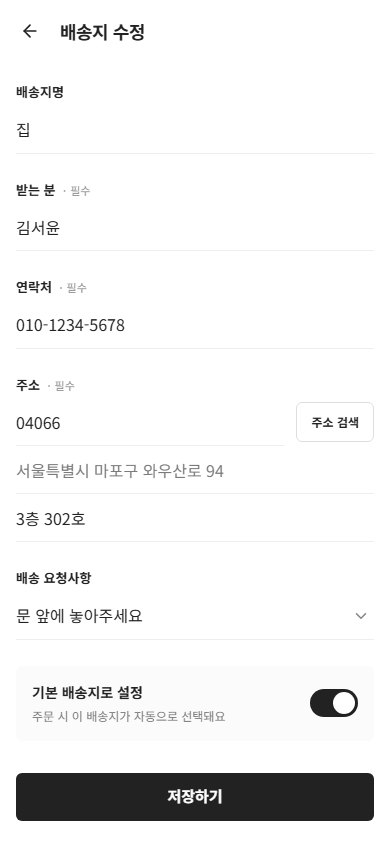 배송지 수정
배송지명
집
받는 분 · 필수
김서윤
연락처 · 필수
010-1234-5678
주소 · 필수
04066
주소 검색
서울특별시 마포구 와우산로 94
3층 302호
배송 요청사항
문 앞에 놓아주세요
기본 배송지로 설정
주문 시 이 배송지가 자동으로 선택돼요
저장하기